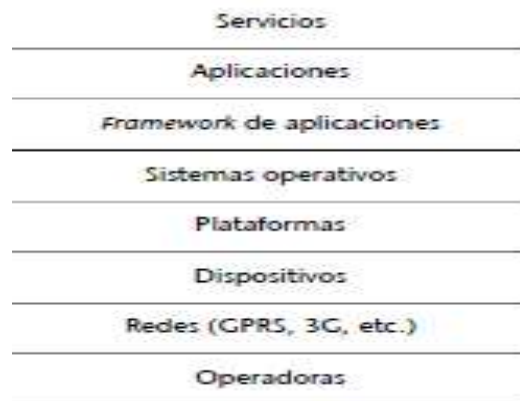 Servicios
Aplicaciones
Framework de aplicaciones
Sistemas operativos
Plataformas
Dispositivos
Redes (GPRS, 3G, etc.)
Operadoras